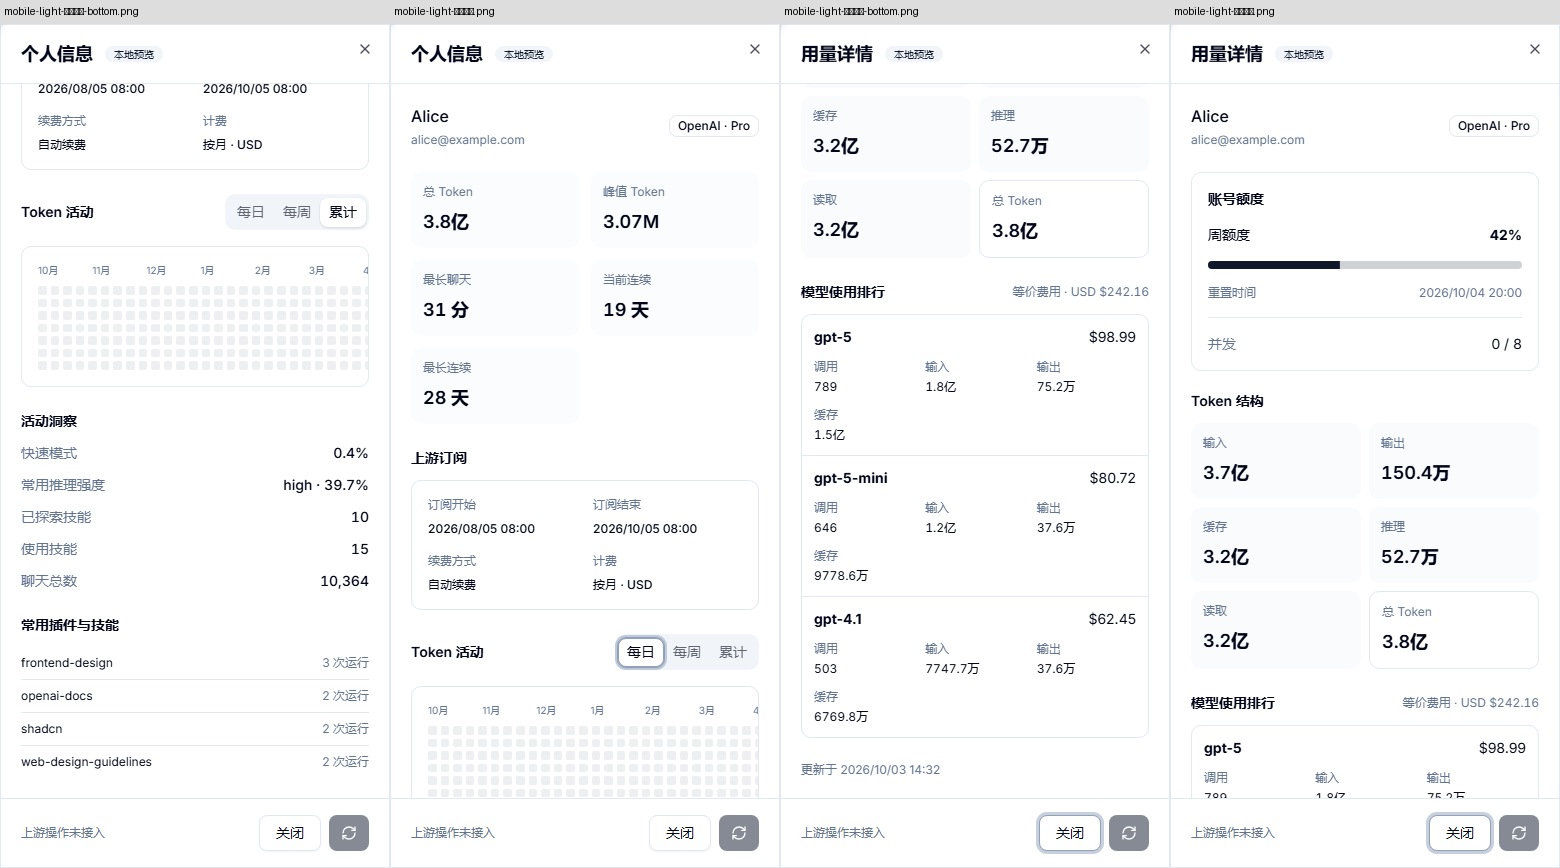 mobile-light-
-bottom.png
个人信息
本地预览
2026/08/05 08:00
2026/10/05 08:00
续费方式
计费
自动续费
按月 · USD
Token 活动
每日
每周
累计
10月
11月
12月
1月
2月
3月
4
活动洞察
快速模式
0.4%
常用推理强度
high · 39.7%
已探索技能
10
使用技能
15
聊天总数
10,364
常用插件与技能
frontend-design
3 次运行
openai-docs
2 次运行
shadcn
2 次运行
web-design-guidelines
2 次运行
上游操作未接入
关闭
mobile-light-
.png
个人信息
本地预览
Alice
OpenAI · Pro
alice@example.com
总 Token
3.8亿
峰值 Token
3.07M
最长聊天
31 分
当前连续
19 天
最长连续
28 天
上游订阅
订阅开始
订阅结束
2026/08/05 08:00
2026/10/05 08:00
续费方式
计费
自动续费
按月 · USD
Token 活动
每日
每周
累计
10月
11月
12月
1月
2月
3月
4
上游操作未接入
关闭
mobile-light-
-bottom.png
用量详情
本地预览
缓存
3.2亿
推理
52.7万
读取
3.2亿
总 Token
3.8亿
模型使用排行
等价费用 · USD $242.16
gpt-5
$98.99
调用
输入
输出
789
1.8亿
75.2万
缓存
1.5亿
gpt-5-mini
$80.72
调用
输入
输出
646
1.2亿
37.6万
缓存
9778.6万
gpt-4.1
$62.45
调用
输入
输出
503
7747.7万
37.6万
缓存
6769.8万
更新于 2026/10/03 14:32
上游操作未接入
关闭
mobile-light-
.png
用量详情
本地预览
Alice
OpenAI · Pro
alice@example.com
账号额度
周额度
42%
重置时间
2026/10/04 20:00
并发
0 / 8
Token 结构
输入
3.7亿
输出
150.4万
缓存
3.2亿
推理
52.7万
读取
3.2亿
总 Token
3.8亿
模型使用排行
等价费用 · USD $242.16
gpt-5
$98.99
调用
输入
输出
789
1.8亿
75.2万
上游操作未接入
关闭